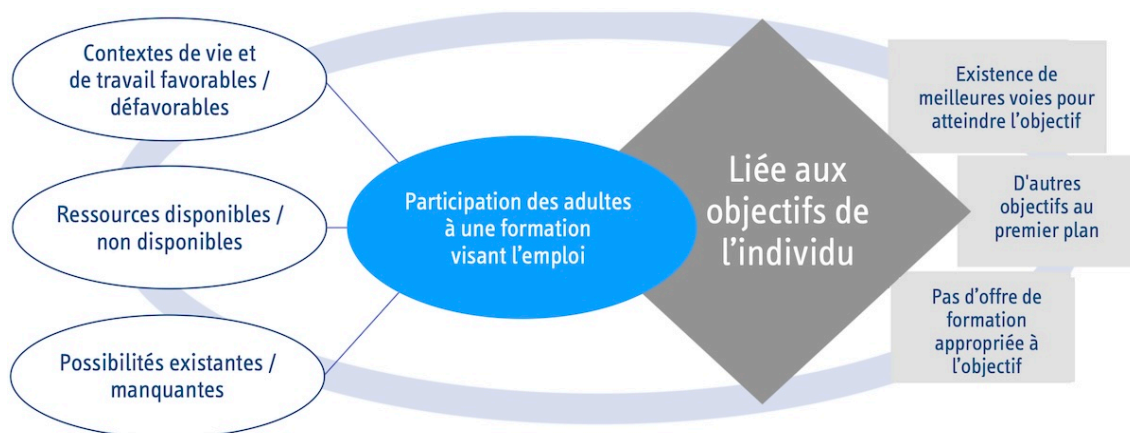 Contextes de vie et
de travail favorables /
défavorables
Ressources disponibles /
non disponibles
Possibilités existantes /
manquantes
Participation des adultes
à une formation
visant l'emploi
Liée aux
objectifs de
l'individu
Existence de
meilleures voies pour
atteindre l'objectif
D'autres
objectifs au
premier plan
Pas d'offre de
formation
appropriée à
l'objectif